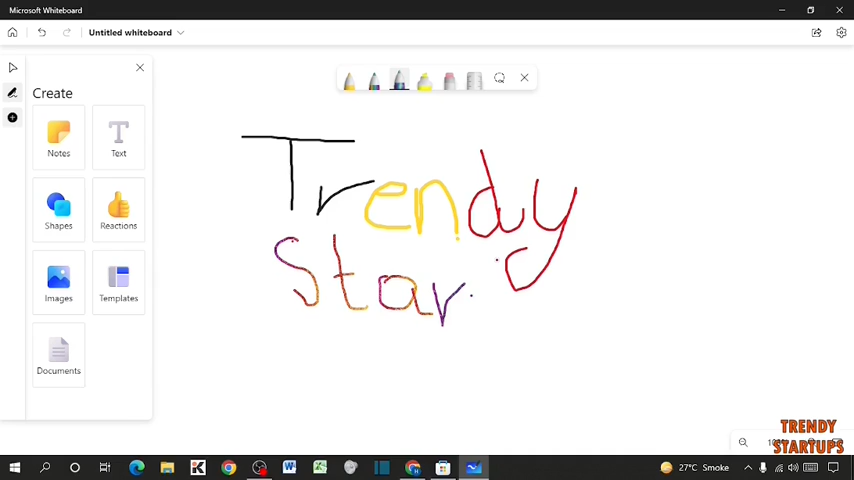 Microsoft Whiteboard
Untitled whiteboard
Create
Notes
Text
Shapes
Reactions
Images
Templates
Documents
Trendy
Star
TRENDY
STARTUPS
27°C Smoke